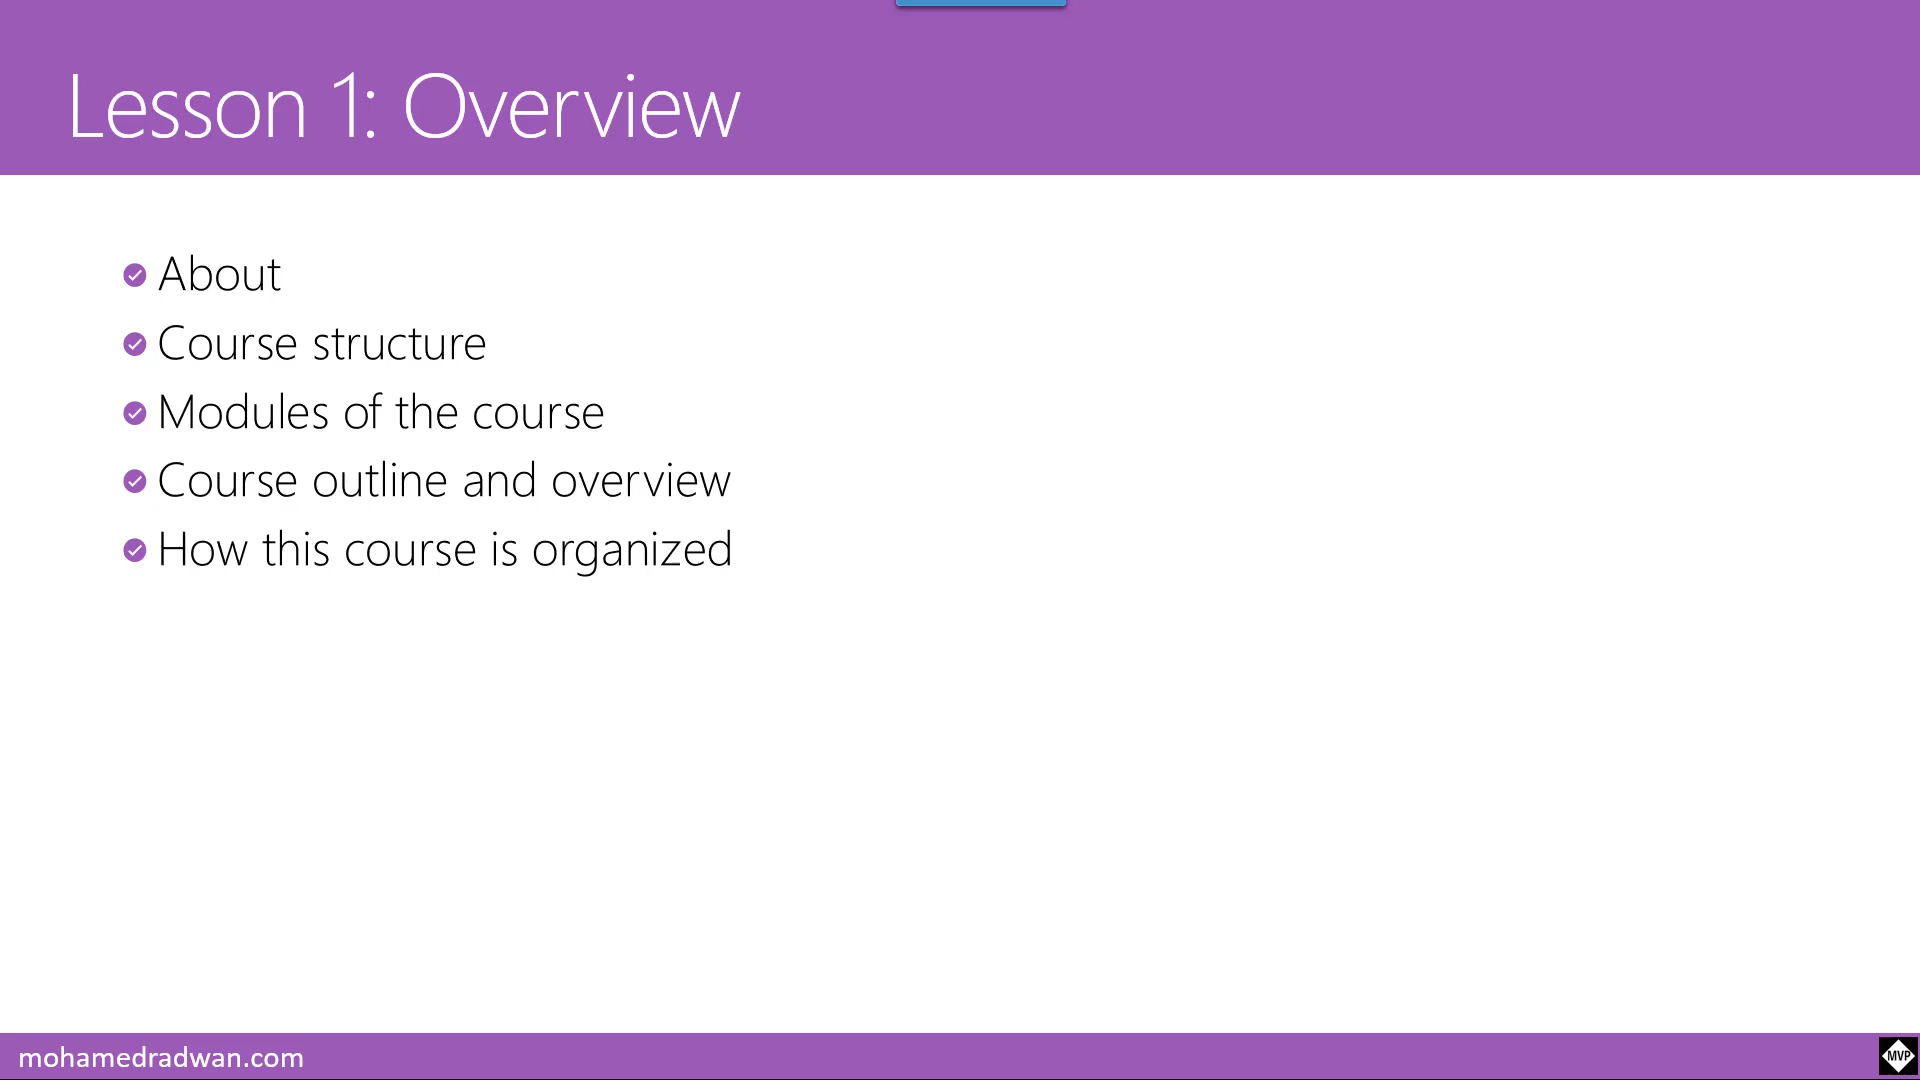 Lesson 1: Overview
About
Course structure
Modules of the course
Course outline and overview
How this course is organized
mohamedradwan.com
MVP